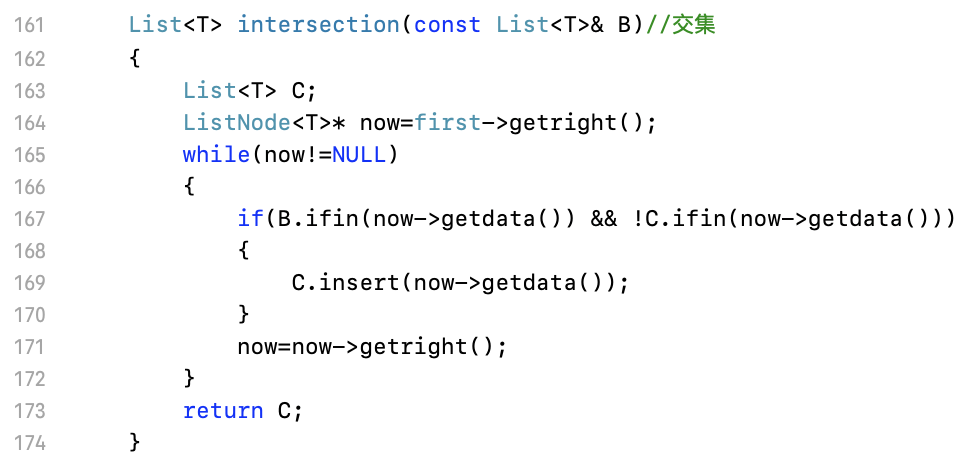 161 List<T> intersection(const List<T>& B)//交集
162 {
163 List<T> C;
164 ListNode<T>* now=first->getright();
165 while(now!=NULL)
166 {
167 if(B.ifin(now->getdata()) && !C.ifin(now->getdata()))
168 {
169 C.insert(now->getdata());
170 }
171 now=now->getright();
172 }
173 return C;
174 }